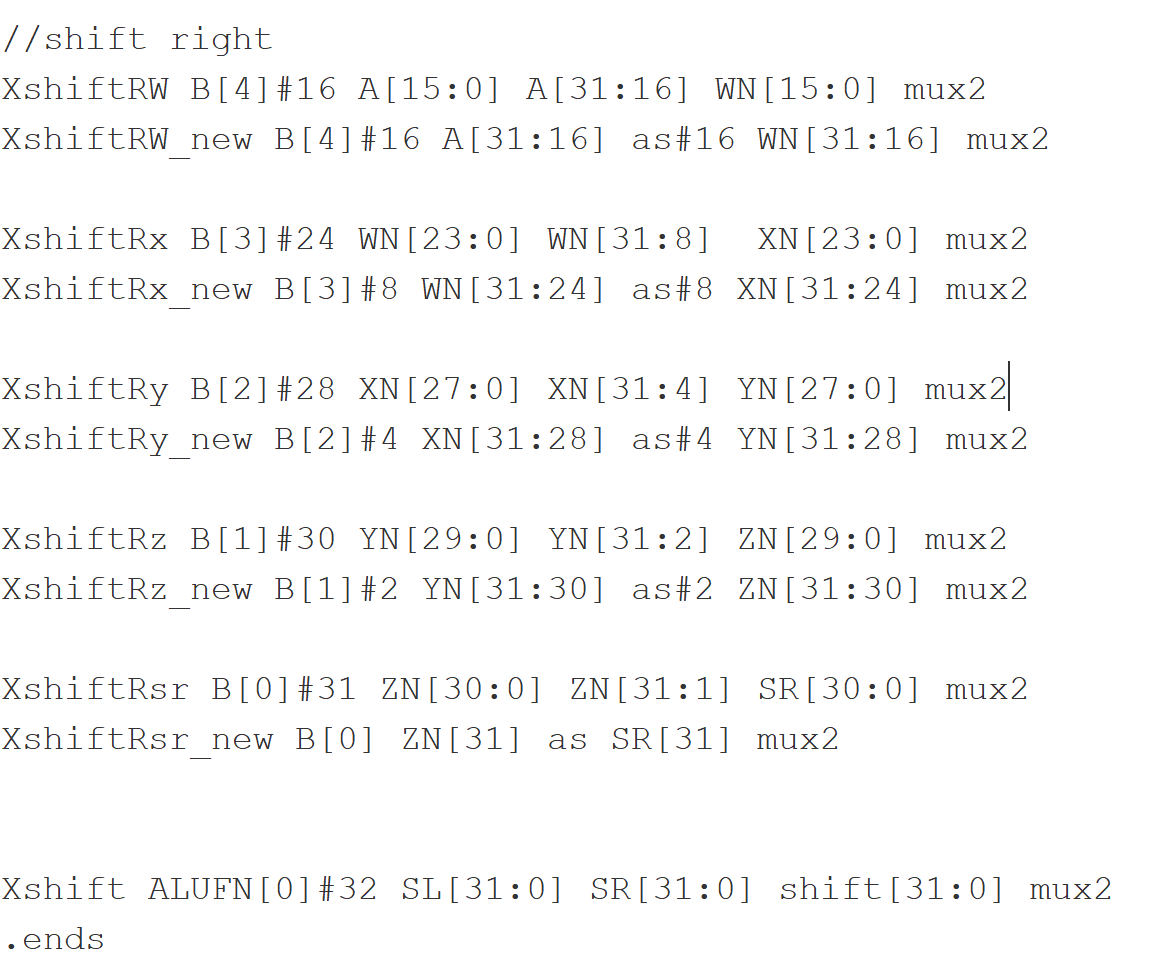 //shift right
XshiftRW B[4]#16 A[15:0] A[31:16] WN[15:0] mux2
XshiftRW_new B[4]#16 A[31:16] as#16 WN[31:16] mux2
XshiftRx B[3]#24 WN[23:0] WN[31:8]  XN[23:0] mux2
XshiftRx_new B[3]#8 WN[31:24] as#8 XN[31:24] mux2
XshiftRy B[2]#28 XN[27:0] XN[31:4] YN[27:0] mux2
XshiftRy_new B[2]#4 XN[31:28] as#4 YN[31:28] mux2
XshiftRz B[1]#30 YN[29:0] YN[31:2] ZN[29:0] mux2
XshiftRz_new B[1]#2 YN[31:30] as#2 ZN[31:30] mux2
XshiftRsr B[0]#31 ZN[30:0] ZN[31:1] SR[30:0] mux2
XshiftRsr_new B[0] ZN[31] as SR[31] mux2
Xshift ALUFN[0]#32 SL[31:0] SR[31:0] shift[31:0] mux2
.ends